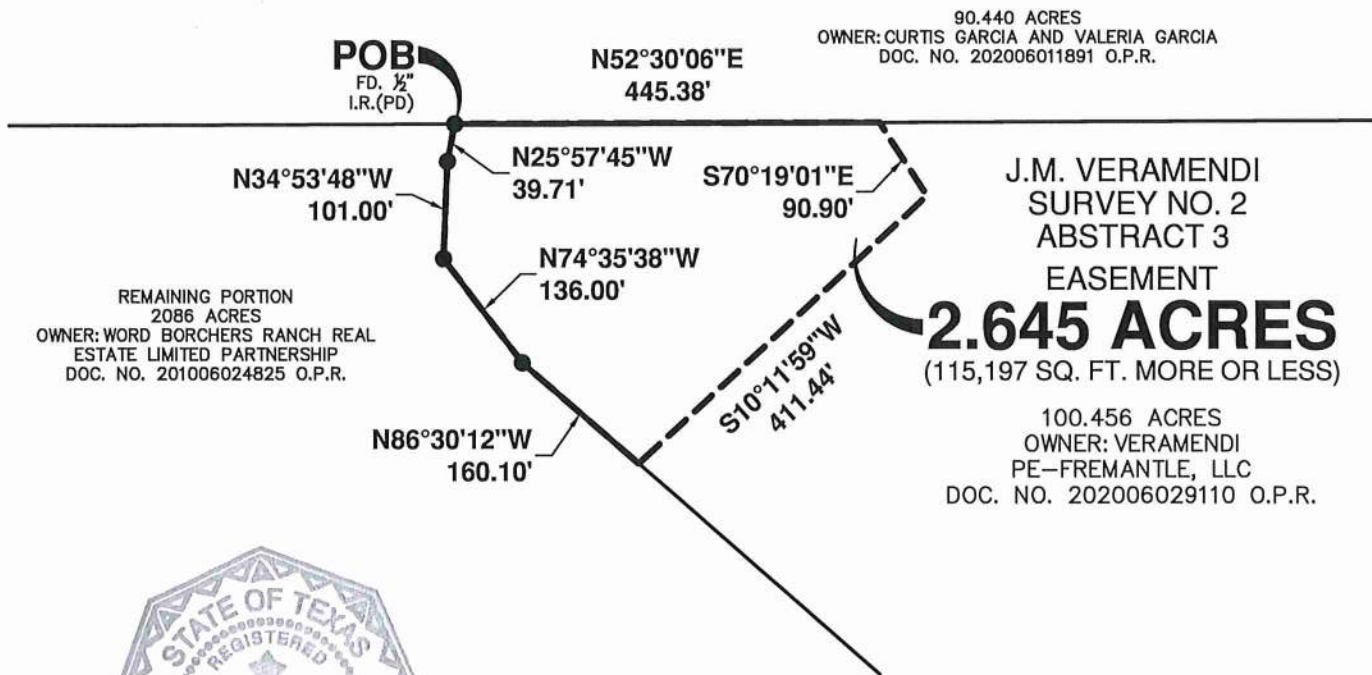 90.440 ACRES
OWNER: CURTIS GARCIA AND VALERIA GARCIA
DOC. NO. 202006011891 O.P.R.
POB
FD. ½"
I.R.(PD)
N52°30'06"E
445.38'
N25°57'45"W
39.71'
N34°53'48"W
101.00'
S70°19'01"E
90.90'
J.M. VERAMENDI
SURVEY NO. 2
ABSTRACT 3
EASEMENT
2.645 ACRES
(115,197 SQ. FT. MORE OR LESS)
N74°35'38"W
136.00'
REMAINING PORTION
2086 ACRES
OWNER: WORD BORCHERS RANCH REAL
ESTATE LIMITED PARTNERSHIP
DOC. NO. 201006024825 O.P.R.
S10°11'59"W
411.44'
N86°30'12"W
160.10'
100.456 ACRES
OWNER: VERAMENDI
PE-FREMANTLE, LLC
DOC. NO. 202006029110 O.P.R.
STATE OF TEXAS
REGISTERED